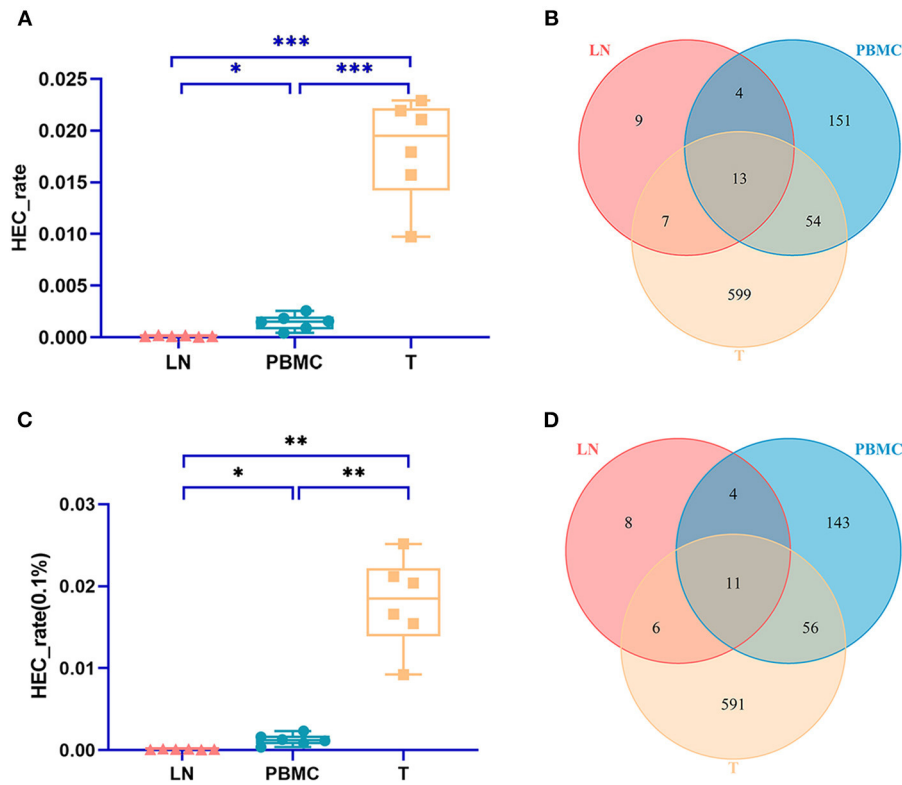 A
***
*
***
0.025
0.020
0.015
0.010
0.005
0.000
HEC_rate
LN
PBMC
T
B
LN
PBMC
4
9
151
13
7
54
599
T
C
**
*
**
0.03
0.02
0.01
0.00
HEC_rate(0.1%)
LN
PBMC
T
D
LN
PBMC
4
8
143
11
6
56
591
T